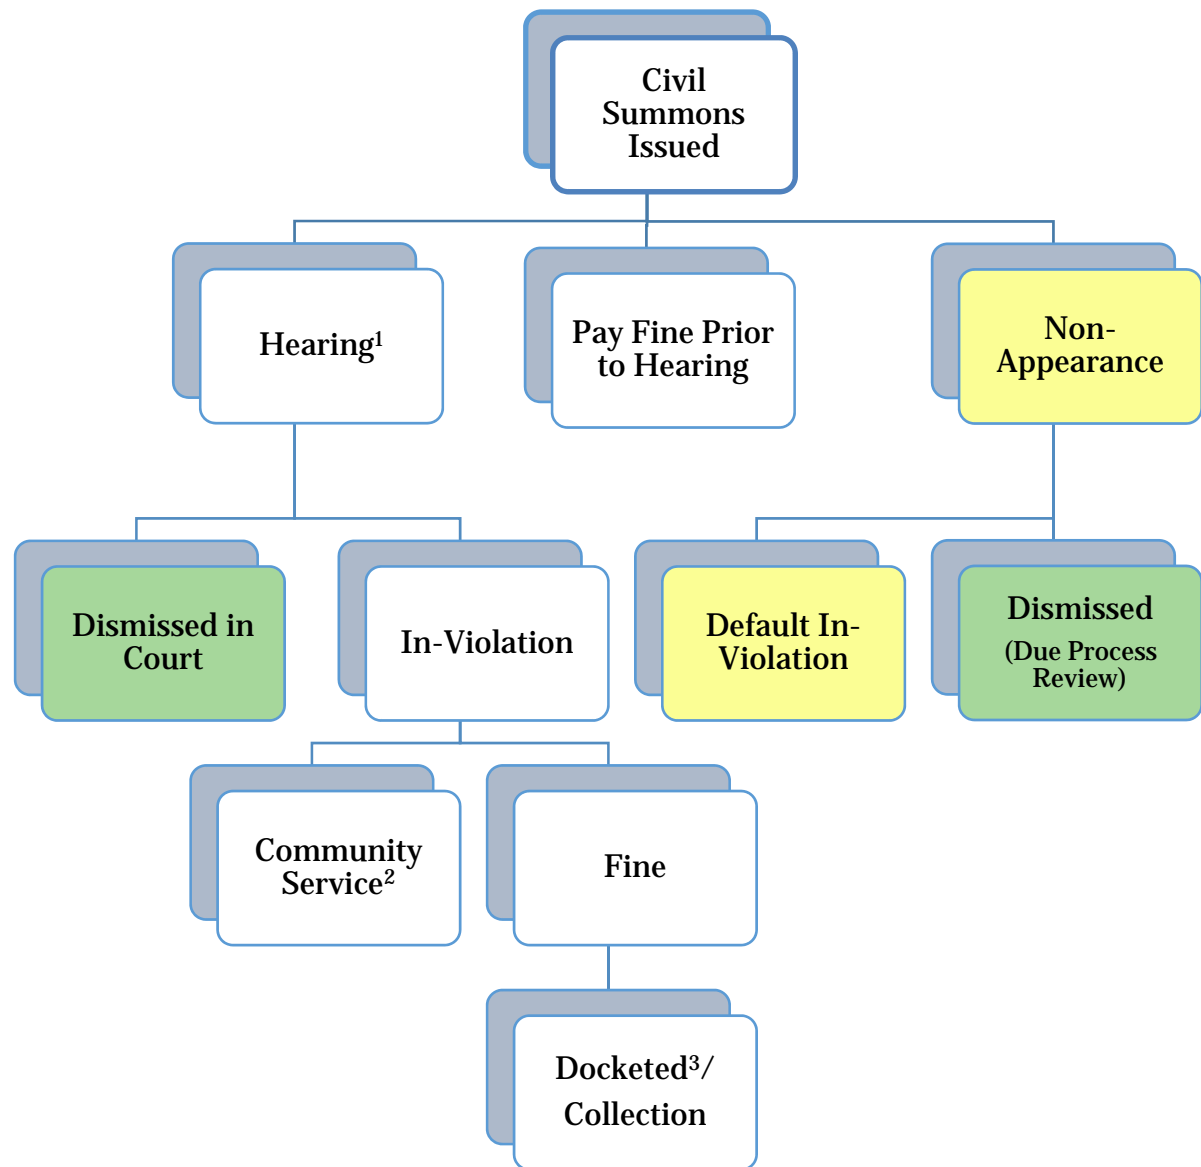 Civil
Summons
Issued
Hearing¹
Pay Fine Prior
to Hearing
Non-
Appearance
Dismissed in
Court
In-Violation
Default In-
Violation
Dismissed
(Due Process
Review)
Community
Service²
Fine
Docketed³/
Collection